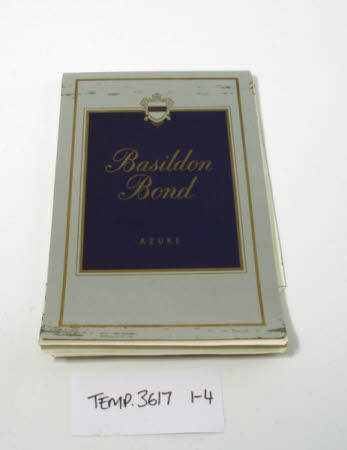 Basildon
Bond
AZURE
TEMP.3617 1-4